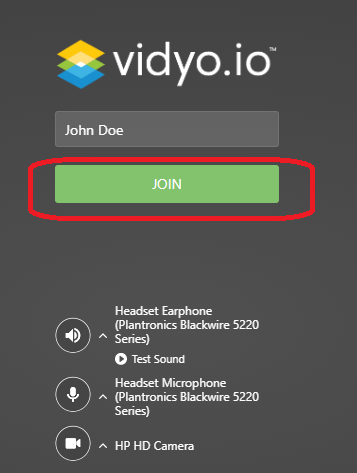 vidyo.io™
John Doe
JOIN
Headset Earphone
(Plantronics Blackwire 5220
Series)
Test Sound
Headset Microphone
(Plantronics Blackwire 5220
Series)
HP HD Camera